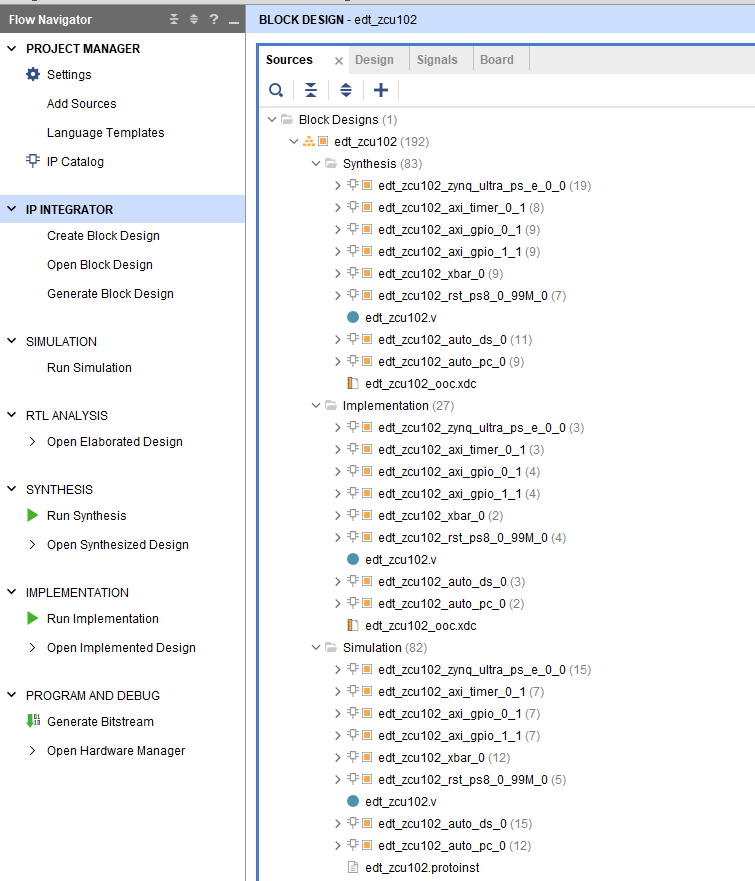 Flow Navigator
PROJECT MANAGER
Settings
Add Sources
Language Templates
IP Catalog
IP INTEGRATOR
Create Block Design
Open Block Design
Generate Block Design
SIMULATION
Run Simulation
RTL ANALYSIS
Open Elaborated Design
SYNTHESIS
Run Synthesis
Open Synthesized Design
IMPLEMENTATION
Run Implementation
Open Implemented Design
PROGRAM AND DEBUG
Generate Bitstream
Open Hardware Manager
BLOCK DESIGN - edt_zcu102
Sources Design Signals Board
Block Designs (1)
edt_zcu102 (192)
Synthesis (83)
edt_zcu102_zynq_ultra_ps_e_0_0 (19)
edt_zcu102_axi_timer_0_1 (8)
edt_zcu102_axi_gpio_0_1 (9)
edt_zcu102_axi_gpio_1_1 (9)
edt_zcu102_xbar_0 (9)
edt_zcu102_rst_ps8_0_99M_0 (7)
edt_zcu102.v
edt_zcu102_auto_ds_0 (11)
edt_zcu102_auto_pc_0 (9)
edt_zcu102_ooc.xdc
Implementation (27)
edt_zcu102_zynq_ultra_ps_e_0_0 (3)
edt_zcu102_axi_timer_0_1 (3)
edt_zcu102_axi_gpio_0_1 (4)
edt_zcu102_axi_gpio_1_1 (4)
edt_zcu102_xbar_0 (2)
edt_zcu102_rst_ps8_0_99M_0 (4)
edt_zcu102.v
edt_zcu102_auto_ds_0 (3)
edt_zcu102_auto_pc_0 (2)
edt_zcu102_ooc.xdc
Simulation (82)
edt_zcu102_zynq_ultra_ps_e_0_0 (15)
edt_zcu102_axi_timer_0_1 (7)
edt_zcu102_axi_gpio_0_1 (7)
edt_zcu102_axi_gpio_1_1 (7)
edt_zcu102_xbar_0 (12)
edt_zcu102_rst_ps8_0_99M_0 (5)
edt_zcu102.v
edt_zcu102_auto_ds_0 (15)
edt_zcu102_auto_pc_0 (12)
edt_zcu102.protoinst